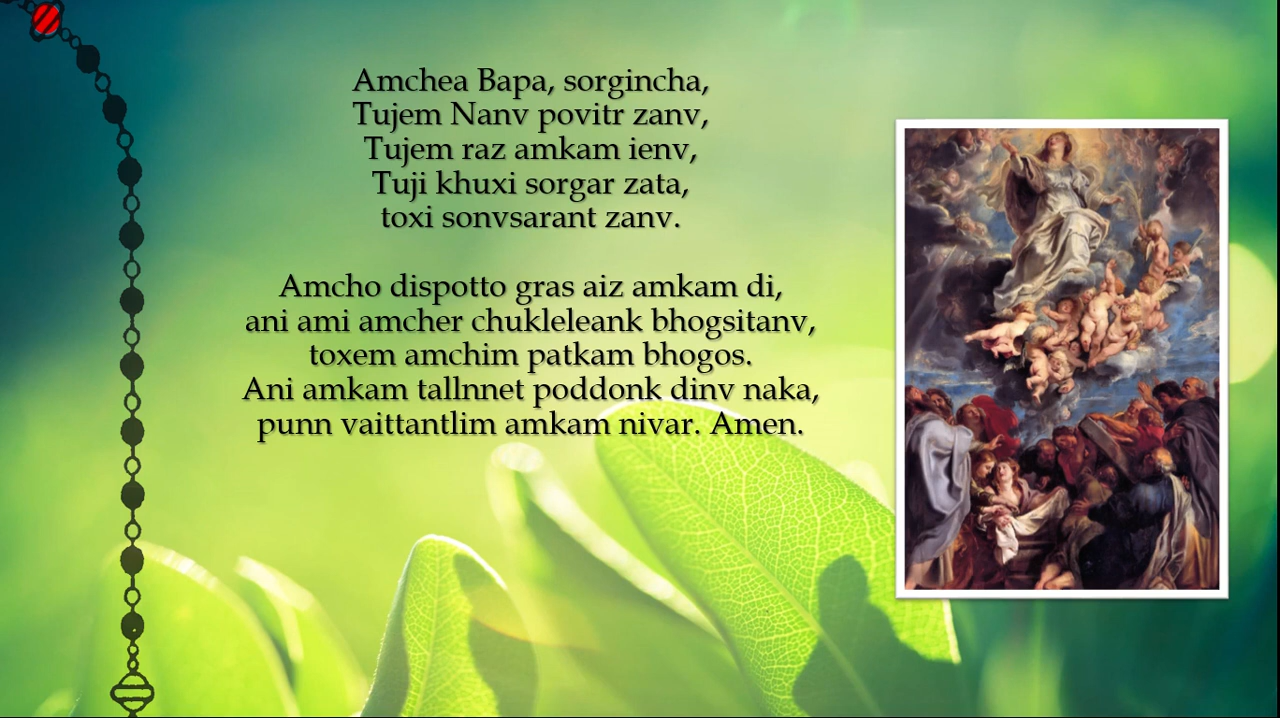 Amchea Bapa, sorgincha,
Tujem Nanv povitr zanv,
Tujem raz amkam ienv,
Tuji khuxi sorgar zata,
toxi sonvsarant zanv.
Amcho dispotto gras aiz amkam di,
ani ami amcher chukleleank bhogsitanv,
toxem amchim patkam bhogos.
Ani amkam tallnnet poddonk dinv naka,
punn vaittantlim amkam nivar. Amen.